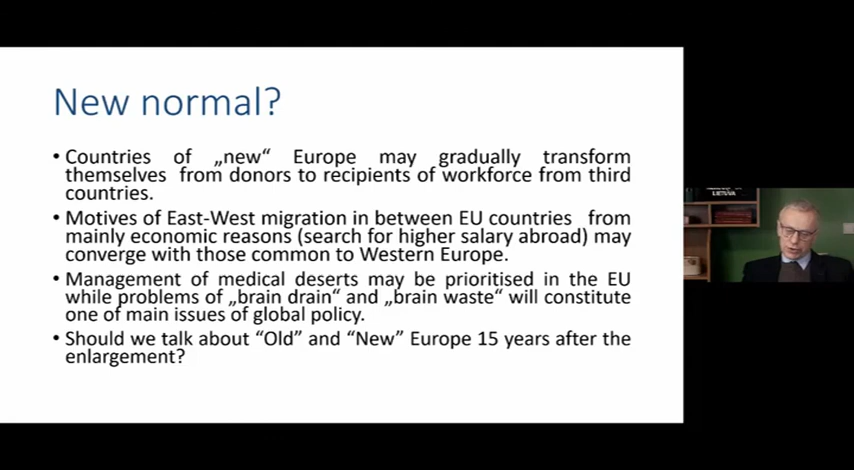 New normal?
• Countries of „new“ Europe may gradually transform
themselves from donors to recipients of workforce from third
countries.
• Motives of East-West migration in between EU countries from
mainly economic reasons (search for higher salary abroad) may
converge with those common to Western Europe.
• Management of medical deserts may be prioritised in the EU
while problems of „brain drain“ and „brain waste“ will constitute
one of main issues of global policy.
• Should we talk about “Old” and “New” Europe 15 years after the
enlargement?
LIETUVA